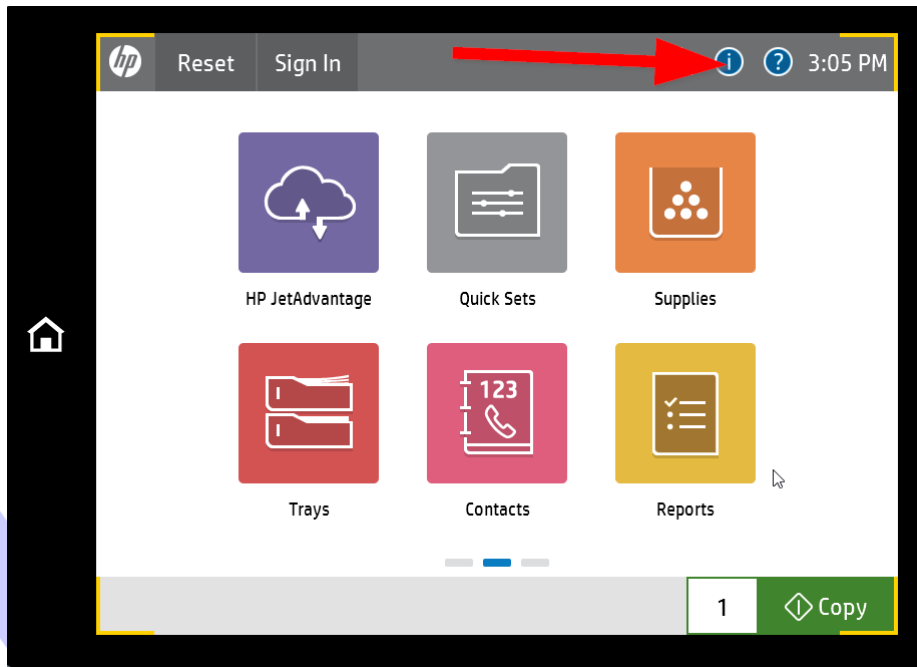 hp Reset Sign In i ? 3:05 PM
HP JetAdvantage Quick Sets Supplies
123
Trays Contacts Reports
1 Copy